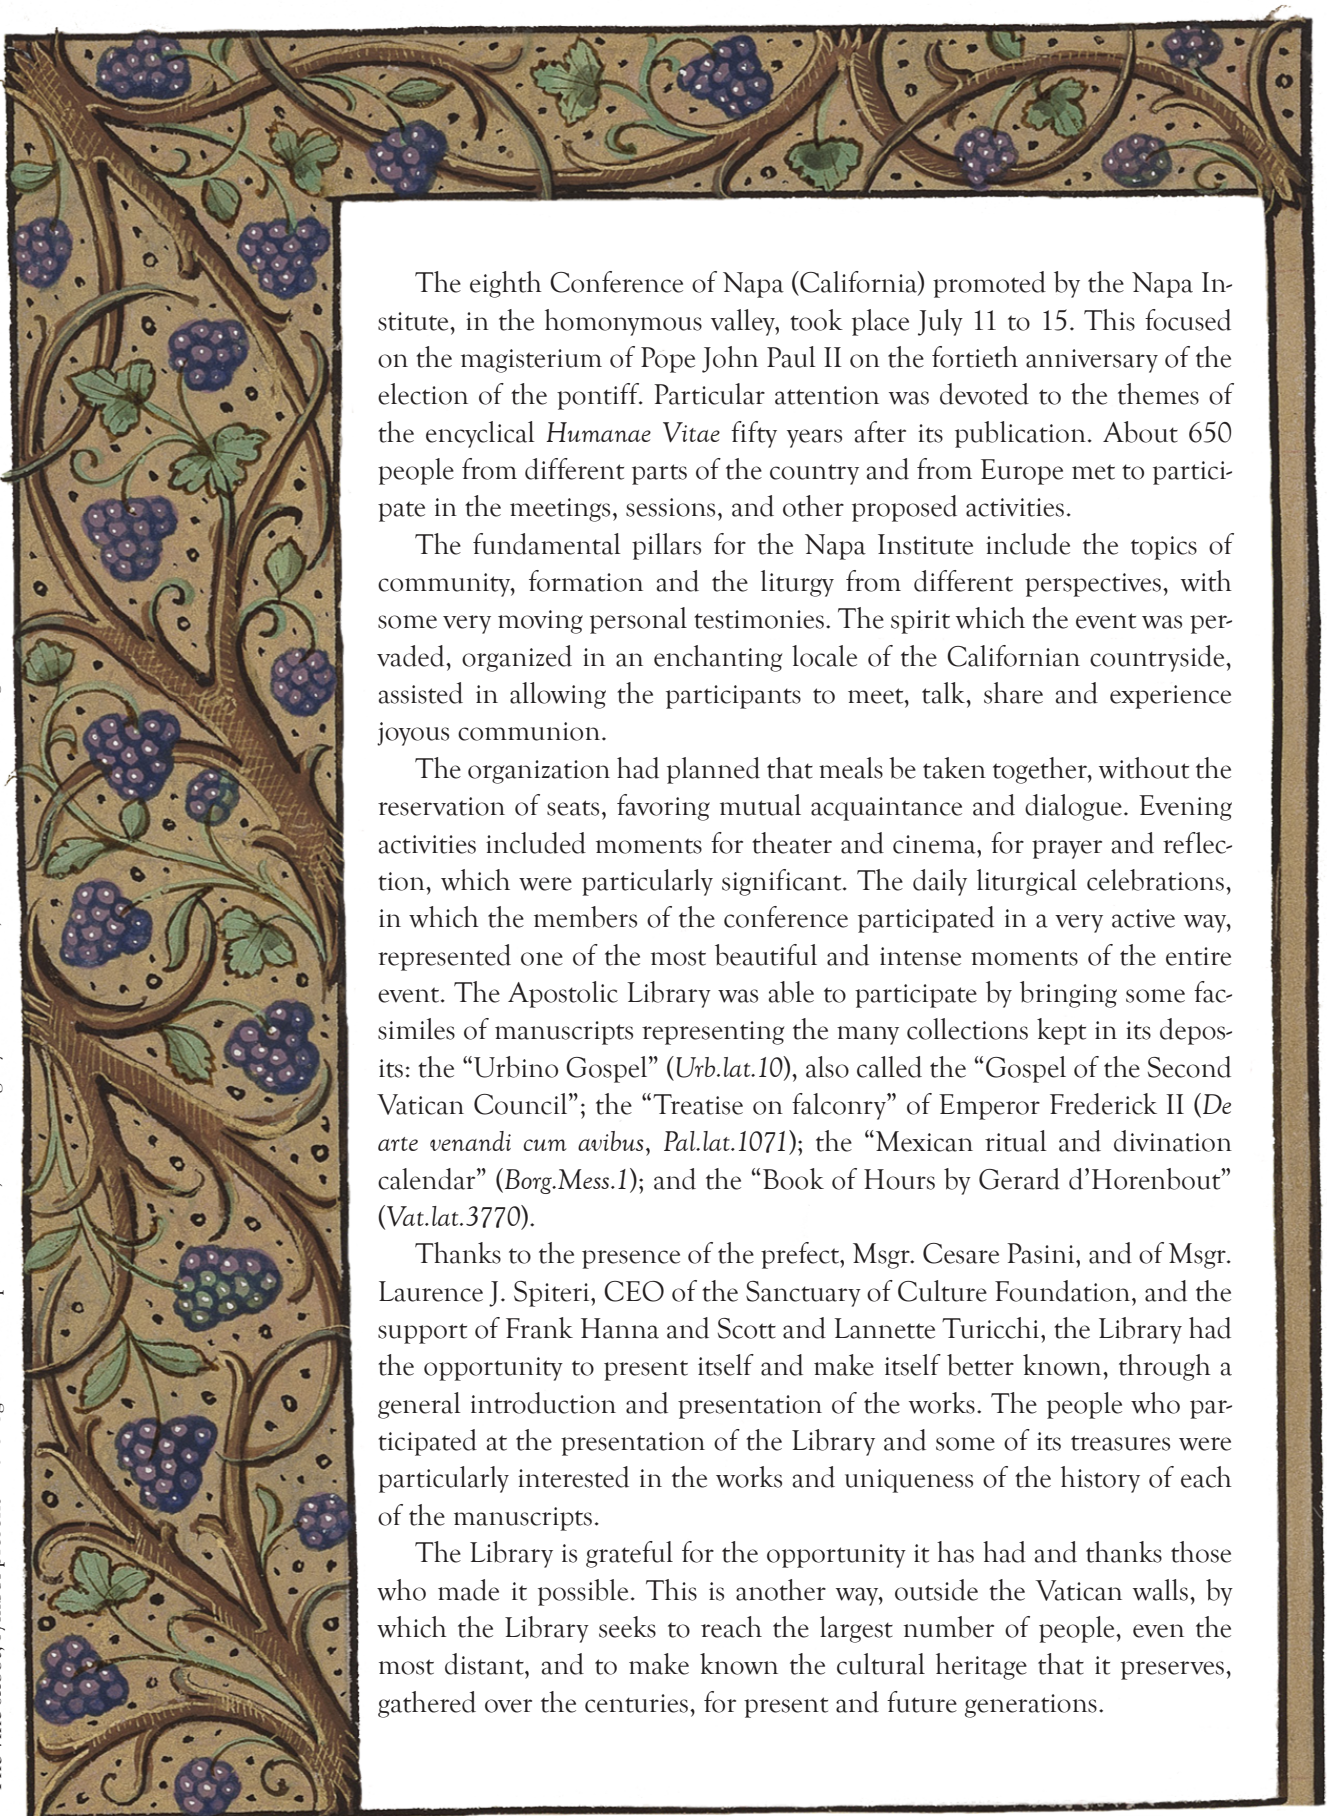 The eighth Conference of Napa (California) promoted by the Napa In-
stitute, in the homonymous valley, took place July 11 to 15. This focused
on the magisterium of Pope John Paul II on the fortieth anniversary of the
election of the pontiff. Particular attention was devoted to the themes of
the encyclical Humanae Vitae fifty years after its publication. About 650
people from different parts of the country and from Europe met to partici-
pate in the meetings, sessions, and other proposed activities.
The fundamental pillars for the Napa Institute include the topics of
community, formation and the liturgy from different perspectives, with
some very moving personal testimonies. The spirit which the event was per-
vaded, organized in an enchanting locale of the Californian countryside,
assisted in allowing the participants to meet, talk, share and experience
joyous communion.
The organization had planned that meals be taken together, without the
reservation of seats, favoring mutual acquaintance and dialogue. Evening
activities included moments for theater and cinema, for prayer and reflec-
tion, which were particularly significant. The daily liturgical celebrations,
in which the members of the conference participated in a very active way,
represented one of the most beautiful and intense moments of the entire
event. The Apostolic Library was able to participate by bringing some fac-
similes of manuscripts representing the many collections kept in its depos-
its: the “Urbino Gospel” (Urb.lat.10), also called the “Gospel of the Second
Vatican Council”; the “Treatise on falconry” of Emperor Frederick II (De
arte venandi cum avibus, Pal.lat.1071); the “Mexican ritual and divination
calendar” (Borg.Mess.1); and the “Book of Hours by Gerard d’Horenbout”
(Vat.lat.3770).
Thanks to the presence of the prefect, Msgr. Cesare Pasini, and of Msgr.
Laurence J. Spiteri, CEO of the Sanctuary of Culture Foundation, and the
support of Frank Hanna and Scott and Lannette Turicchi, the Library had
the opportunity to present itself and make itself better known, through a
general introduction and presentation of the works. The people who par-
ticipated at the presentation of the Library and some of its treasures were
particularly interested in the works and uniqueness of the history of each
of the manuscripts.
The Library is grateful for the opportunity it has had and thanks those
who made it possible. This is another way, outside the Vatican walls, by
which the Library seeks to reach the largest number of people, even the
most distant, and to make known the cultural heritage that it preserves,
gathered over the centuries, for present and future generations.